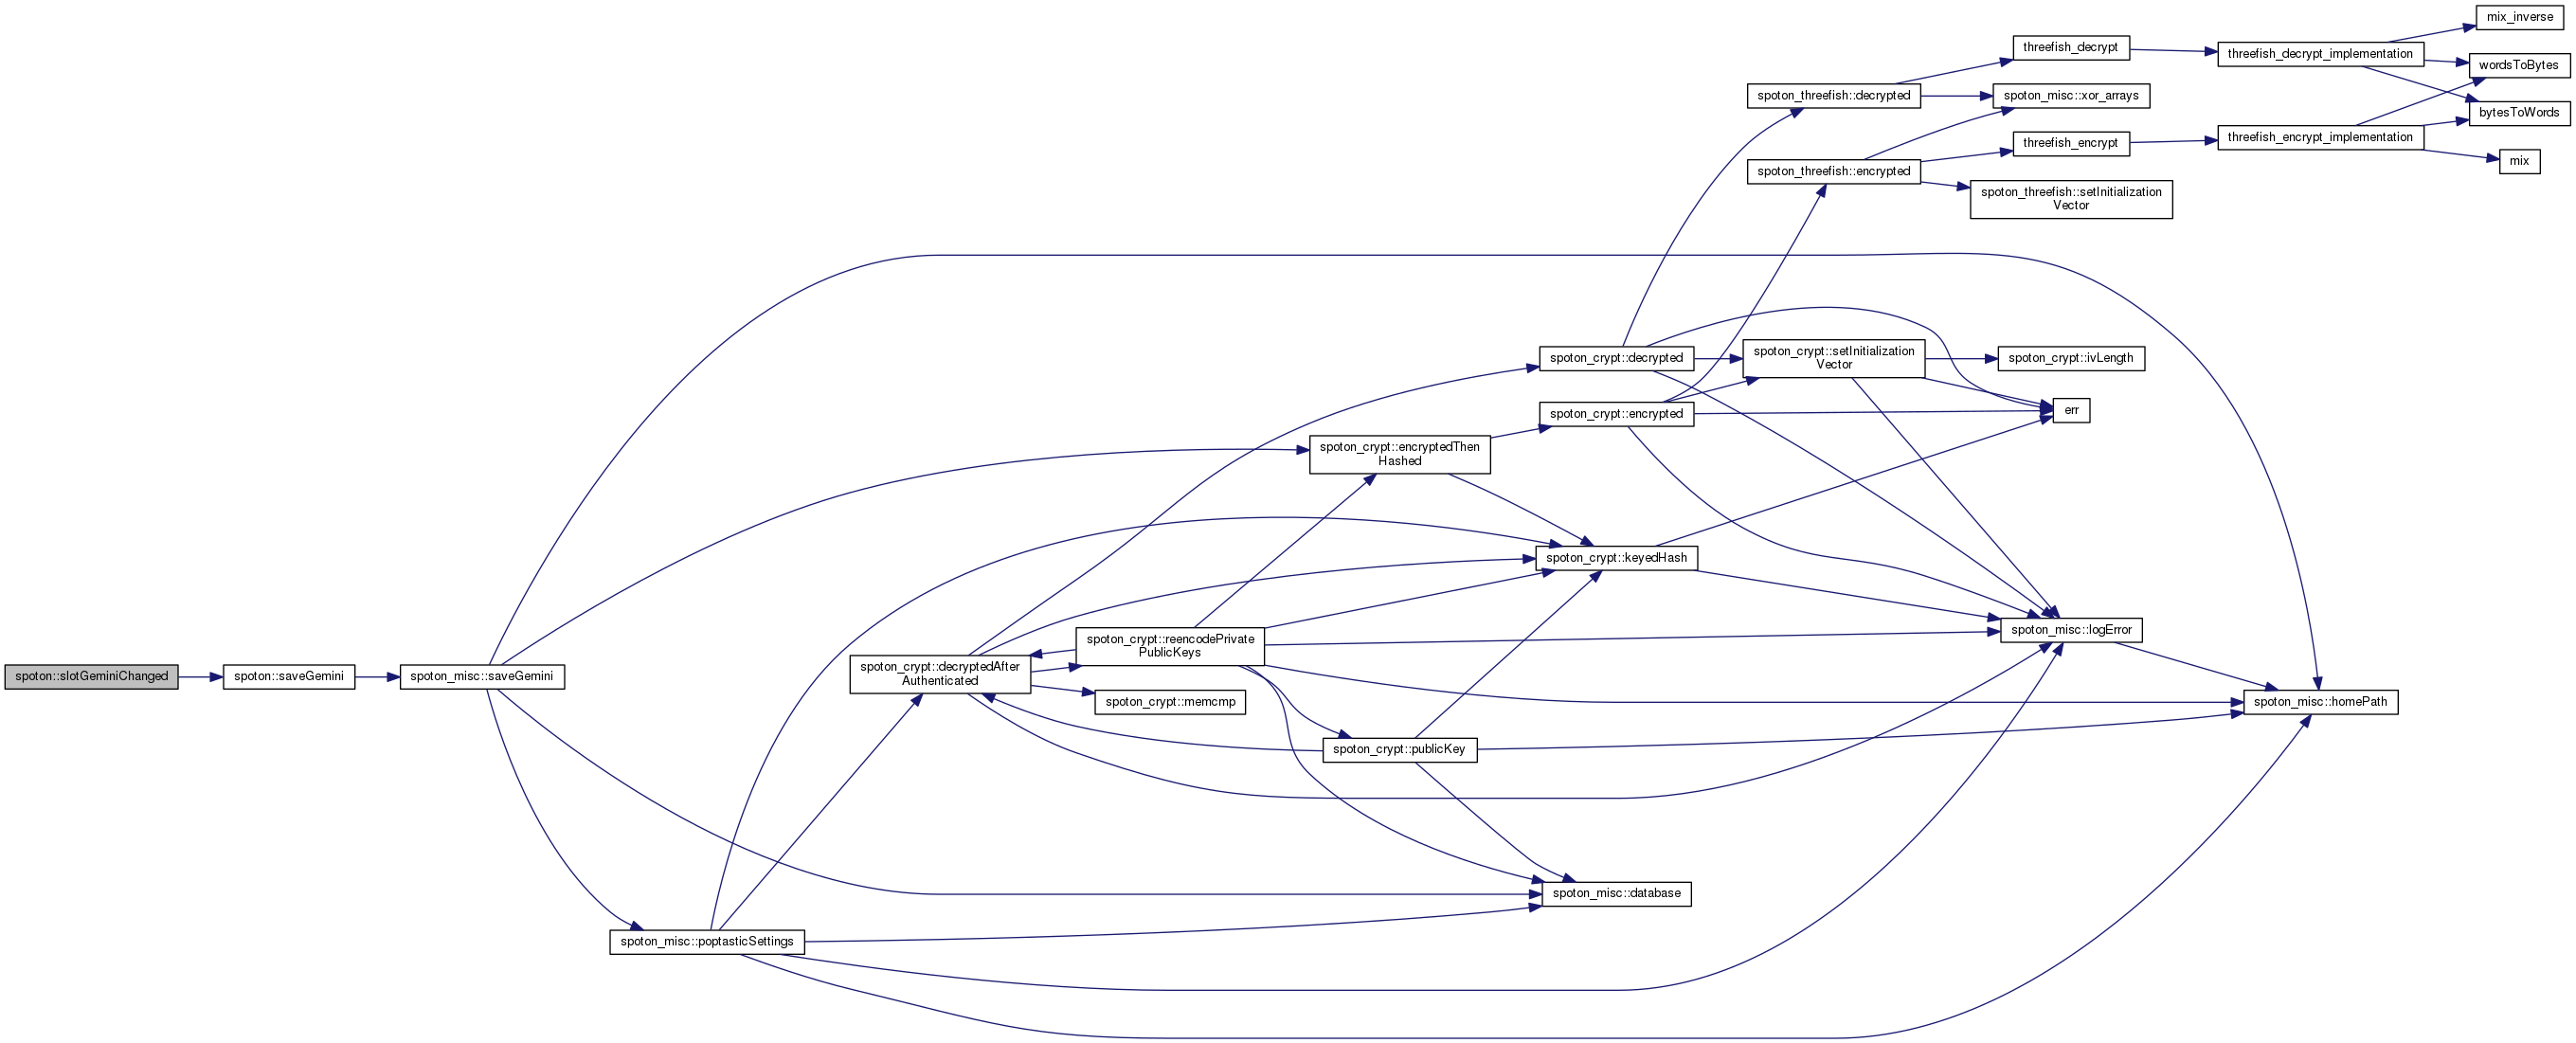 mix_inverse
threefish_decrypt
threefish_decrypt_implementation
wordsToBytes
spoton_threefish::decrypted
spoton_misc::xor_arrays
bytesToWords
threefish_encrypt
threefish_encrypt_implementation
mix
spoton_threefish::encrypted
spoton_threefish::setInitialization
Vector
spoton_crypt::decrypted
spoton_crypt::setInitialization
Vector
spoton_crypt::ivLength
spoton_crypt::encrypted
err
spoton_crypt::encryptedThen
Hashed
spoton_crypt::keyedHash
spoton_misc::logError
spoton_crypt::reencodePrivate
PublicKeys
spoton::slotGeminiChanged
spoton::saveGemini
spoton_misc::saveGemini
spoton_crypt::decryptedAfter
Authenticated
spoton_crypt::memcmp
spoton_misc::homePath
spoton_crypt::publicKey
spoton_misc::database
spoton_misc::poptasticSettings